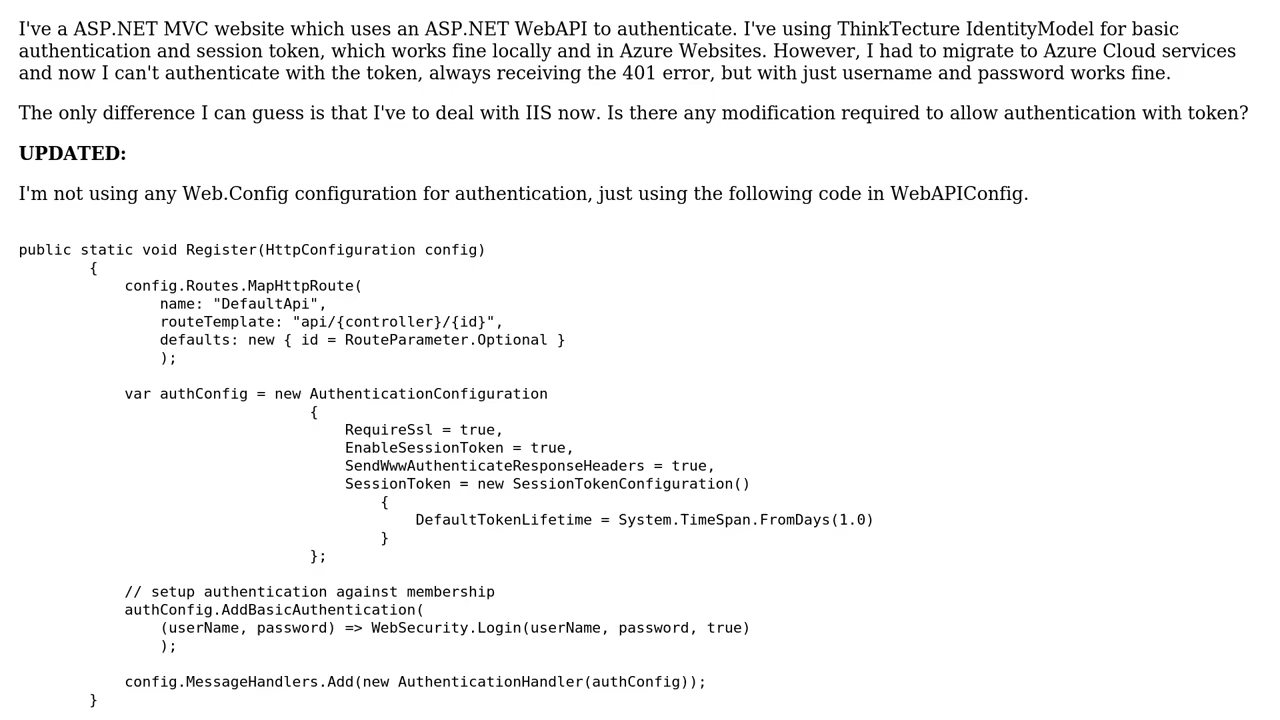 I've a ASP.NET MVC website which uses an ASP.NET WebAPI to authenticate. I've using ThinkTecture IdentityModel for basic
authentication and session token, which works fine locally and in Azure Websites. However, I had to migrate to Azure Cloud services
and now I can't authenticate with the token, always receiving the 401 error, but with just username and password works fine.
The only difference I can guess is that I've to deal with IIS now. Is there any modification required to allow authentication with token?
UPDATED:
I'm not using any Web.Config configuration for authentication, just using the following code in WebAPIConfig.
public static void Register(HttpConfiguration config)
        {
            config.Routes.MapHttpRoute(
                name: "DefaultApi",
                routeTemplate: "api/{controller}/{id}",
                defaults: new { id = RouteParameter.Optional }
                );

            var authConfig = new AuthenticationConfiguration
                                 {
                                     RequireSsl = true,
                                     EnableSessionToken = true,
                                     SendWwwAuthenticateResponseHeaders = true,
                                     SessionToken = new SessionTokenConfiguration()
                                         {
                                             DefaultTokenLifetime = System.TimeSpan.FromDays(1.0)
                                         }
                                 };

            // setup authentication against membership
            authConfig.AddBasicAuthentication(
                (userName, password) => WebSecurity.Login(userName, password, true)
                );

            config.MessageHandlers.Add(new AuthenticationHandler(authConfig));
        }